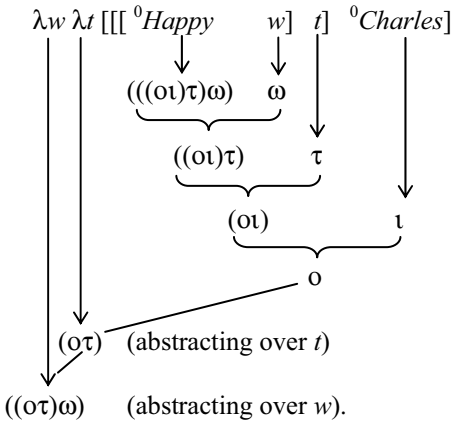 λw λt [[[ ⁰Happy w] t] ⁰Charles]
(((οι)τ)ω) ω
((οι)τ) τ
(οι) ι
ο
(οτ) (abstracting over t)
((οτ)ω) (abstracting over w).